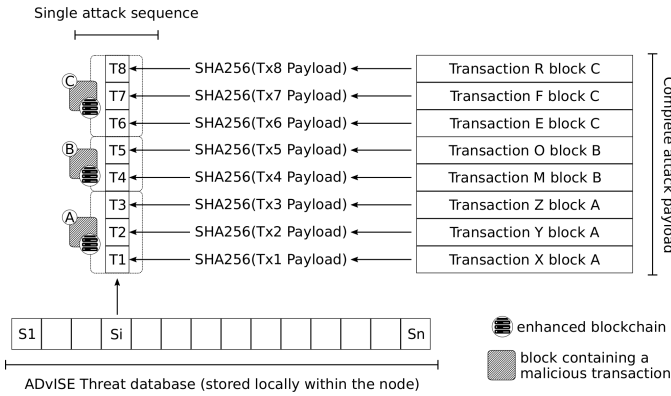 Single attack sequence
C T8 SHA256(Tx8 Payload) Transaction R block C
T7 SHA256(Tx7 Payload) Transaction F block C
T6 SHA256(Tx6 Payload) Transaction E block C
B T5 SHA256(Tx5 Payload) Transaction O block B
T4 SHA256(Tx4 Payload) Transaction M block B
A T3 SHA256(Tx3 Payload) Transaction Z block A
T2 SHA256(Tx2 Payload) Transaction Y block A
T1 SHA256(Tx1 Payload) Transaction X block A
Complete attack payload
S1 Si Sn
ADvISE Threat database (stored locally within the node)
enhanced blockchain
block containing a
malicious transaction